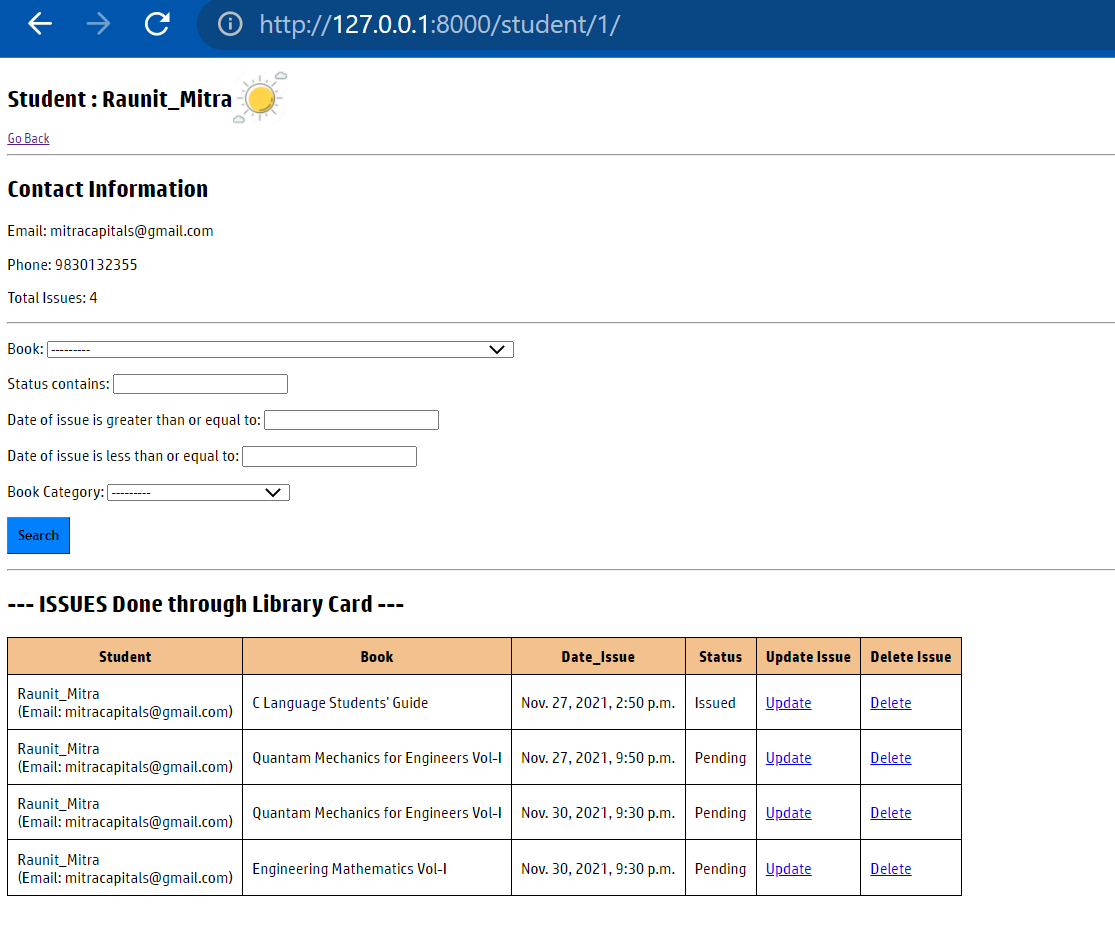 http://127.0.0.1:8000/student/1/
Student : Raunit_Mitra
Go Back
Contact Information
Email: mitracapitals@gmail.com
Phone: 9830132355
Total Issues: 4
Book: ---------
Status contains:
Date of issue is greater than or equal to:
Date of issue is less than or equal to:
Book Category: ---------
Search
--- ISSUES Done through Library Card ---
Student Book Date_Issue Status Update Issue Delete Issue
Raunit_Mitra
(Email: mitracapitals@gmail.com) C Language Students' Guide Nov. 27, 2021, 2:50 p.m. Issued Update Delete
Raunit_Mitra
(Email: mitracapitals@gmail.com) Quantam Mechanics for Engineers Vol-I Nov. 27, 2021, 9:50 p.m. Pending Update Delete
Raunit_Mitra
(Email: mitracapitals@gmail.com) Quantam Mechanics for Engineers Vol-I Nov. 30, 2021, 9:30 p.m. Pending Update Delete
Raunit_Mitra
(Email: mitracapitals@gmail.com) Engineering Mathematics Vol-I Nov. 30, 2021, 9:30 p.m. Pending Update Delete